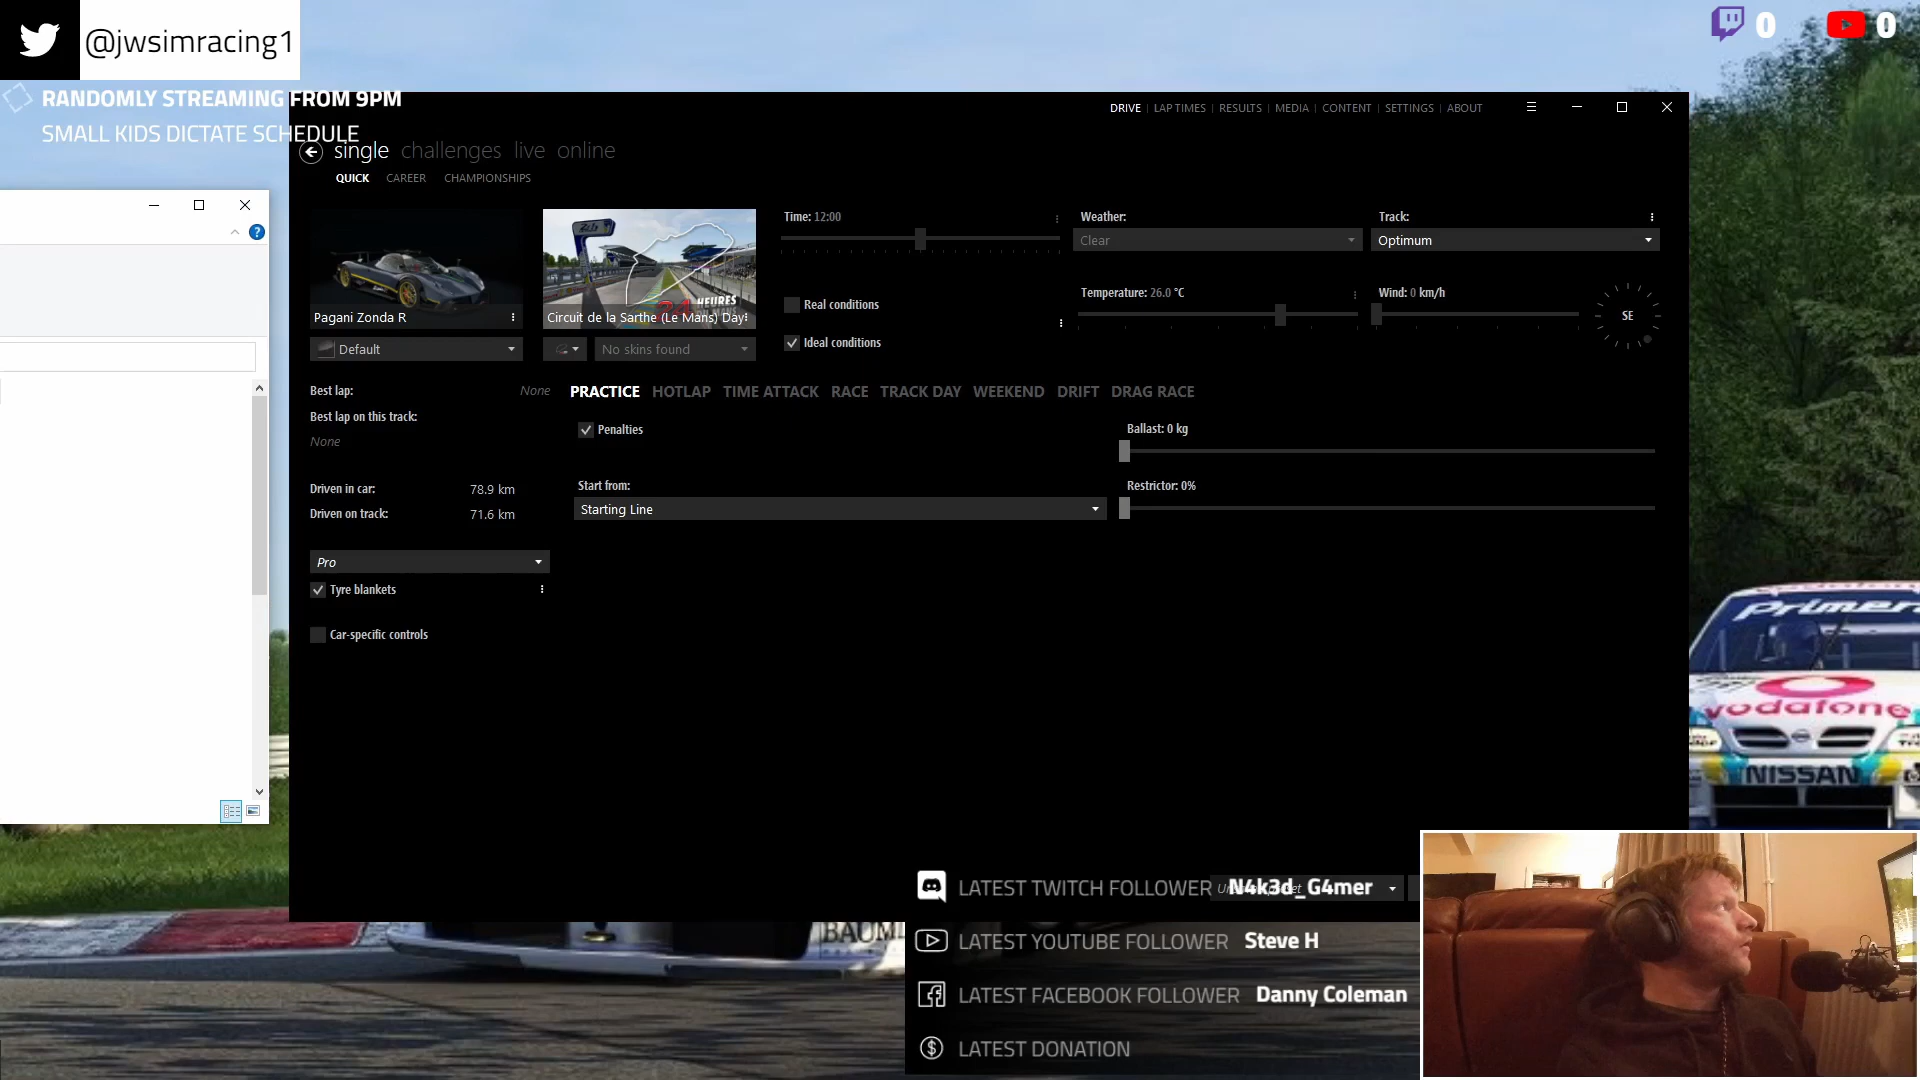 @jwsimracing1
0
0
RANDOMLY STREAMING FROM 9PM
SMALL KIDS DICTATE SCHEDULE
DRIVE LAP TIMES RESULTS MEDIA CONTENT SETTINGS ABOUT
single challenges live online
QUICK CAREER CHAMPIONSHIPS
Pagani Zonda R
24 HEURES
Circuit de la Sarthe (Le Mans) Day
Default
No skins found
Time: 12:00
Weather:
Clear
Track:
Optimum
Real conditions
Ideal conditions
Temperature: 26.0 °C
Wind: 0 km/h
SE
Best lap: None
Best lap on this track:
None
Driven in car: 78.9 km
Driven on track: 71.6 km
Pro
Tyre blankets
Car-specific controls
PRACTICE HOTLAP TIME ATTACK RACE TRACK DAY WEEKEND DRIFT DRAG RACE
Penalties
Start from:
Starting Line
Ballast: 0 kg
Restrictor: 0%
Primera
vodafone
NISSAN
LATEST TWITCH FOLLOWER N4k3d_G4mer
LATEST YOUTUBE FOLLOWER Steve H
LATEST FACEBOOK FOLLOWER Danny Coleman
LATEST DONATION